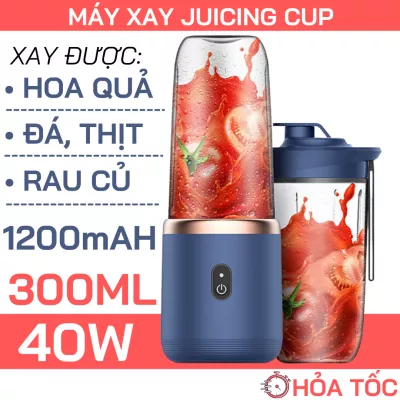 MÁY XAY JUICING CUP
XAY ĐƯỢC:
• HOA QUẢ
• ĐÁ, THỊT
• RAU CỦ
1200mAH
300ML
40W
HỎA TỐC